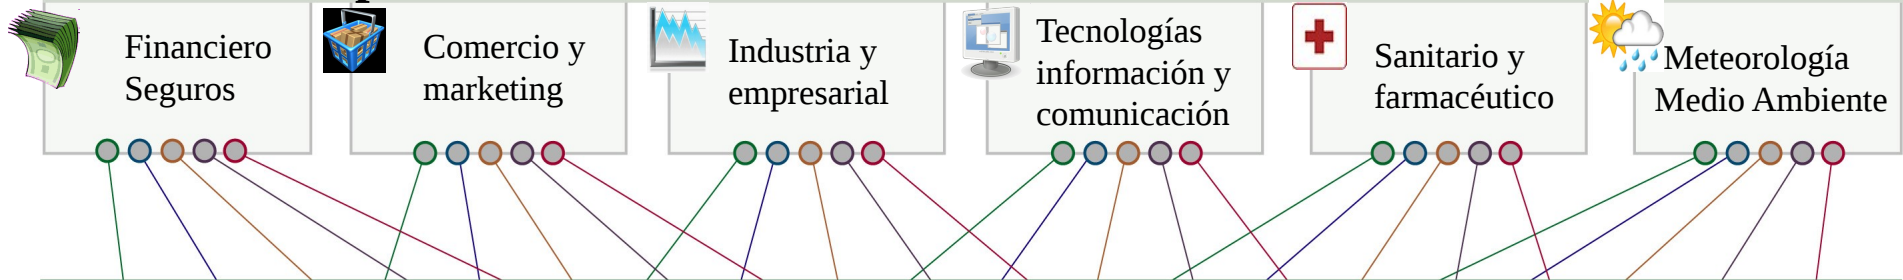 Financiero
Seguros
Comercio y
marketing
Industria y
empresarial
Tecnologías
información y
comunicación
Sanitario y
farmacéutico
Meteorología
Medio Ambiente